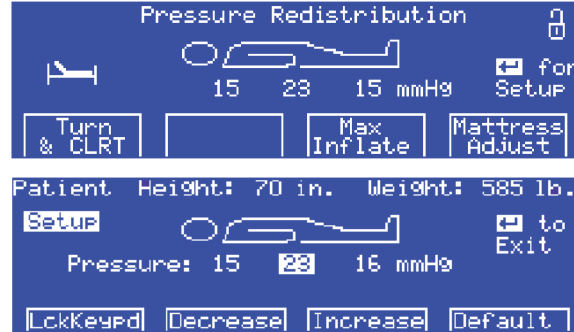 Pressure Redistribution
↵ for
15 23 15 mmHg Setup
Turn Max Mattress
& CLRT Inflate Adjust
Patient Height: 70 in. Weight: 585 lb.
Setup ↵ to
Exit
Pressure: 15 23 16 mmHg
LckKeypd Decrease Increase Default